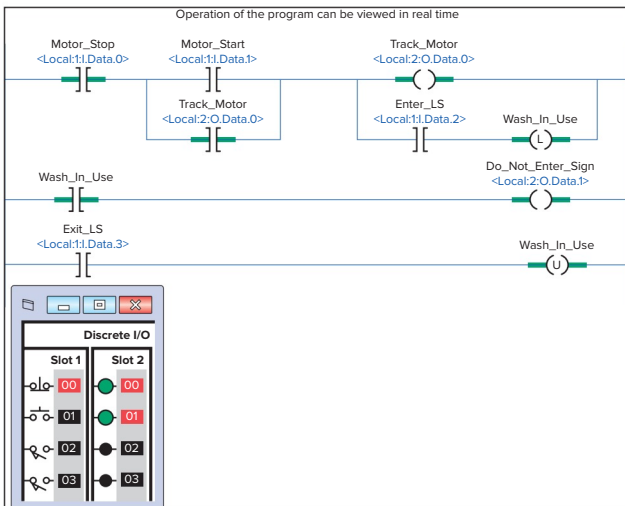 Operation of the program can be viewed in real time
Motor_Stop
<Local:1:I.Data.0>
Motor_Start
<Local:1:I.Data.1>
Track_Motor
<Local:2:O.Data.0>
Track_Motor
<Local:2:O.Data.0>
Enter_LS
<Local:1:I.Data.2>
Wash_In_Use
L
Wash_In_Use
Do_Not_Enter_Sign
<Local:2:O.Data.1>
Exit_LS
<Local:1:I.Data.3>
Wash_In_Use
U
Discrete I/O
Slot 1 Slot 2
00 00
01 01
02 02
03 03